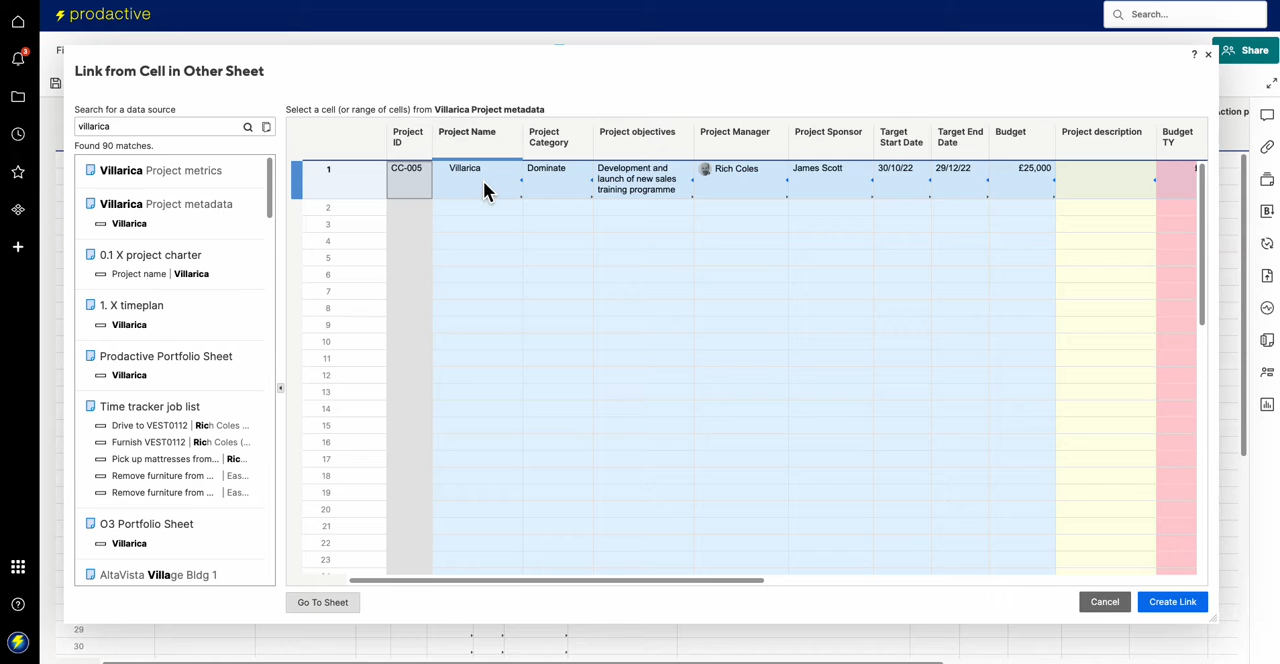 prodactive
Search...
3
Fi
Share
? ×
Link from Cell in Other Sheet
Search for a data source
villarica
Found 90 matches.
Villarica Project metrics
Villarica Project metadata
Villarica
0.1 X project charter
Project name | Villarica
1. X timeplan
Villarica
Prodactive Portfolio Sheet
Villarica
Time tracker job list
Drive to VEST0112 | Rich Coles ...
Furnish VEST0112 | Rich Coles (...
Pick up mattresses from... | Ric...
Remove furniture from ... | Eas...
Remove furniture from ... | Eas...
O3 Portfolio Sheet
Villarica
AltaVista Village Bldg 1
Select a cell (or range of cells) from Villarica Project metadata
Project ID
Project Name
Project Category
Project objectives
Project Manager
Project Sponsor
Target Start Date
Target End Date
Budget
Project description
Budget TY
1
CC-005
Villarica
Dominate
Development and
launch of new sales
training programme
Rich Coles
James Scott
30/10/22
29/12/22
£25,000
2
3
4
5
6
7
8
9
10
11
12
13
14
15
16
17
18
19
20
21
22
23
Go To Sheet
Cancel
Create Link
ction p
29
30